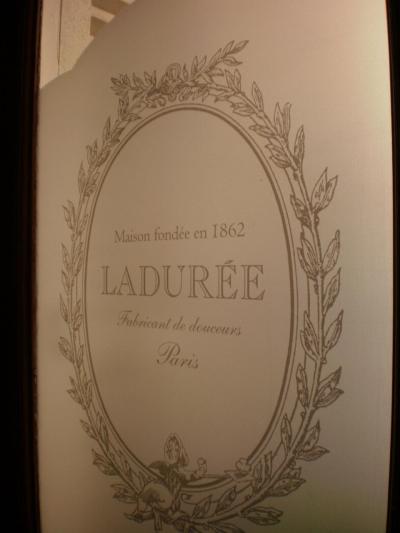 Maison fondée en 1862
LADURÉE
Fabricant de douceurs
Paris